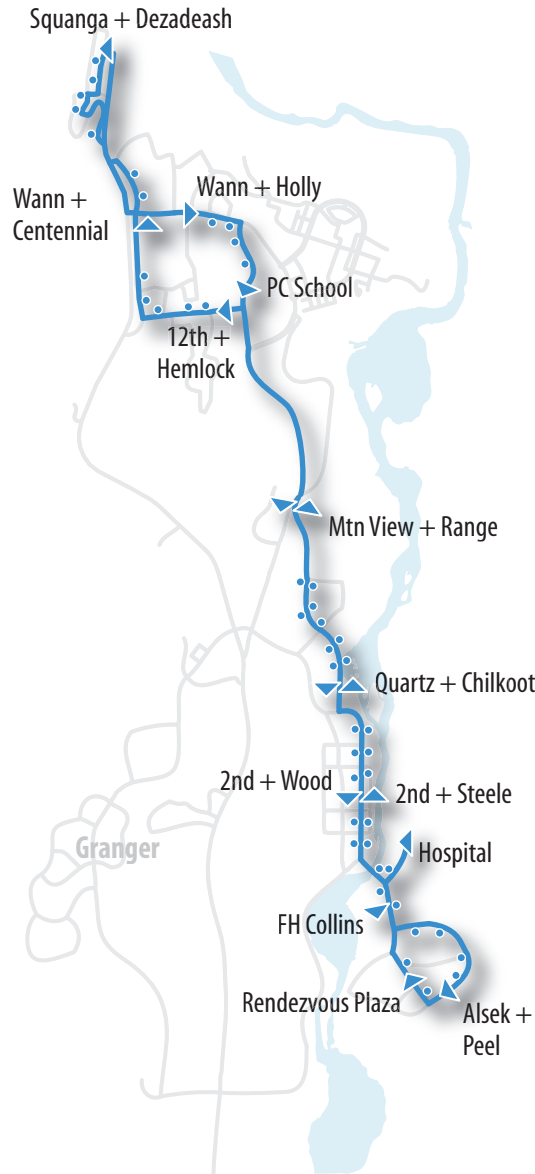 Squanga + Dezadeash
Wann + Holly
Wann +
Centennial
PC School
12th +
Hemlock
Mtn View + Range
Quartz + Chilkoot
2nd + Wood
2nd + Steele
Granger
Hospital
FH Collins
Rendezvous Plaza
Alsek +
Peel